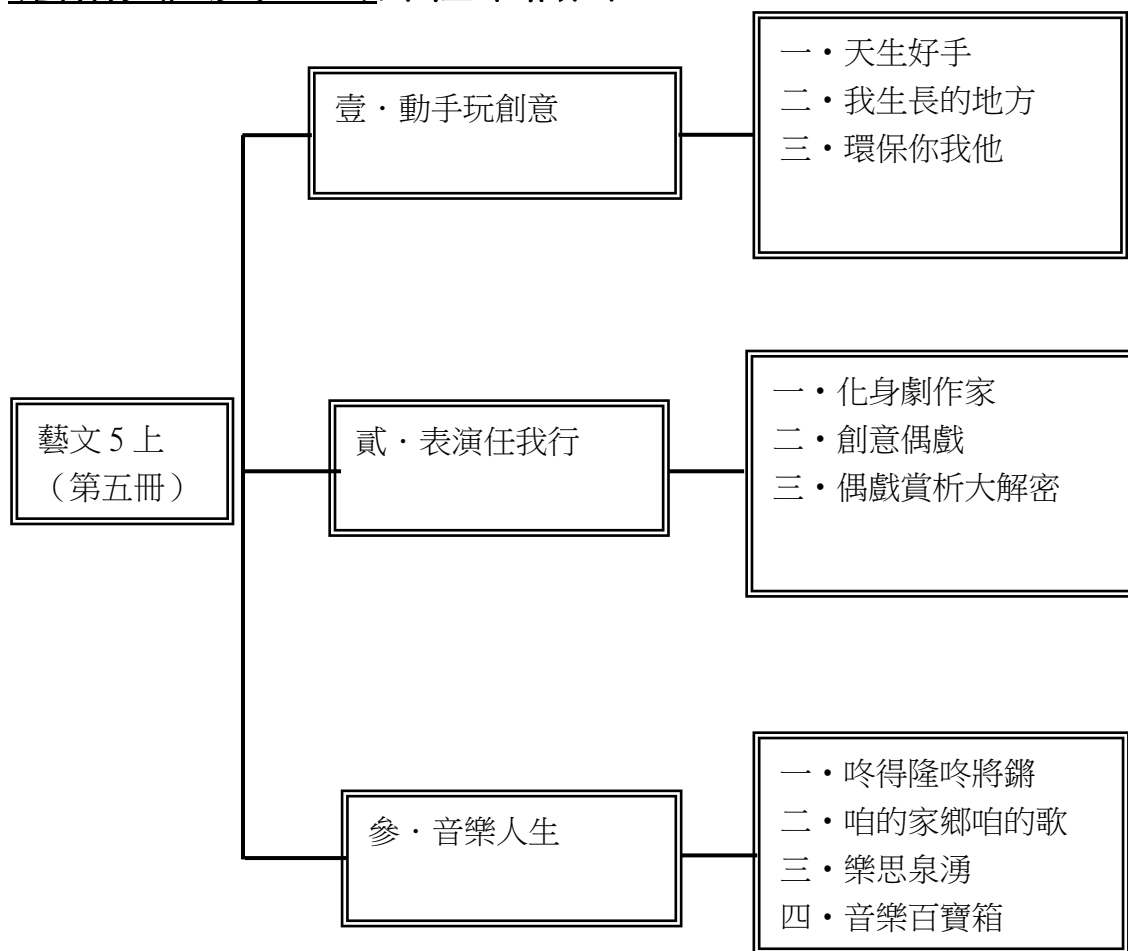 壹．動手玩創意
一・天生好手
二・我生長的地方
三・環保你我他
藝文 5 上
（第五冊）
貳．表演任我行
一・化身劇作家
二・創意偶戲
三・偶戲賞析大解密
參．音樂人生
一・咚得隆咚將鏘
二・咱的家鄉咱的歌
三・樂思泉湧
四・音樂百寶箱